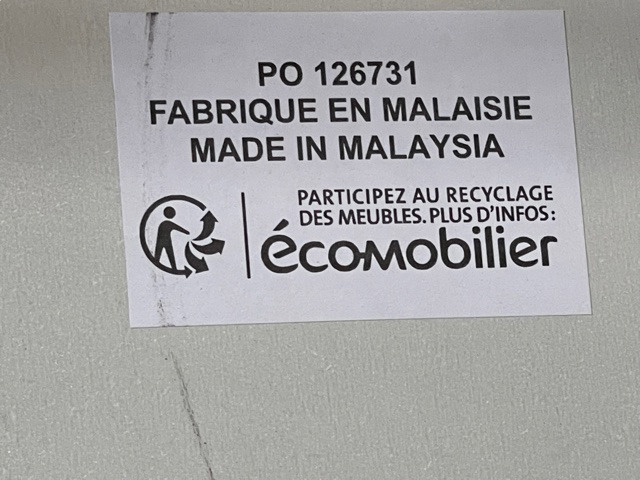 PO 126731
FABRIQUE EN MALAISIE
MADE IN MALAYSIA
PARTICIPEZ AU RECYCLAGE
DES MEUBLES. PLUS D'INFOS :
écomobilier